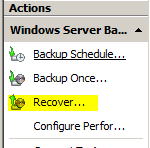 Actions
Windows Server Ba...
Backup Schedule...
Backup Once...
Recover...
Configure Perfor...